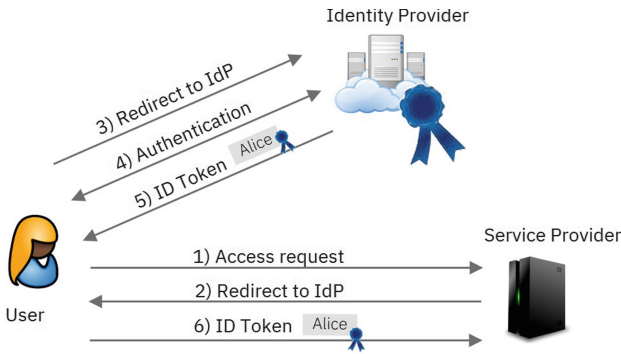 Identity Provider
3) Redirect to IdP
4) Authentication
5) ID Token Alice
Service Provider
1) Access request
2) Redirect to IdP
User
6) ID Token Alice